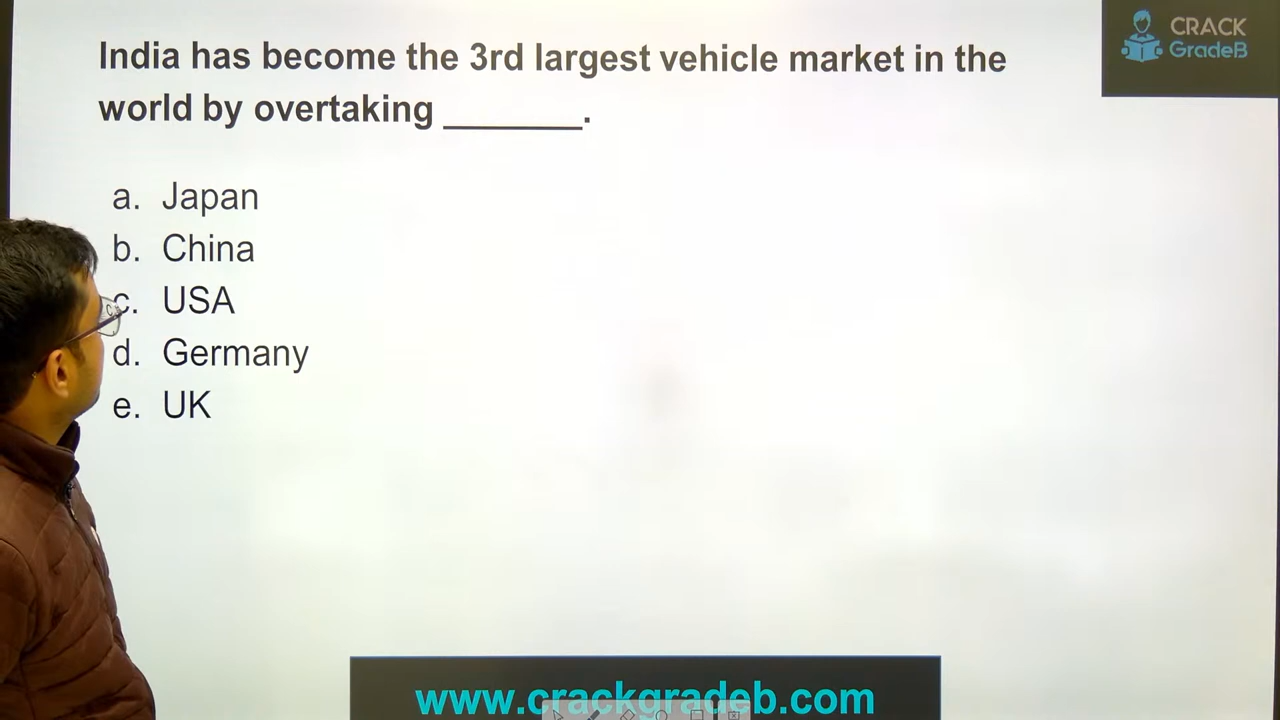 CRACK
GradeB
India has become the 3rd largest vehicle market in the
world by overtaking _______.
a. Japan
b. China
c. USA
d. Germany
e. UK
www.crackgradeb.com